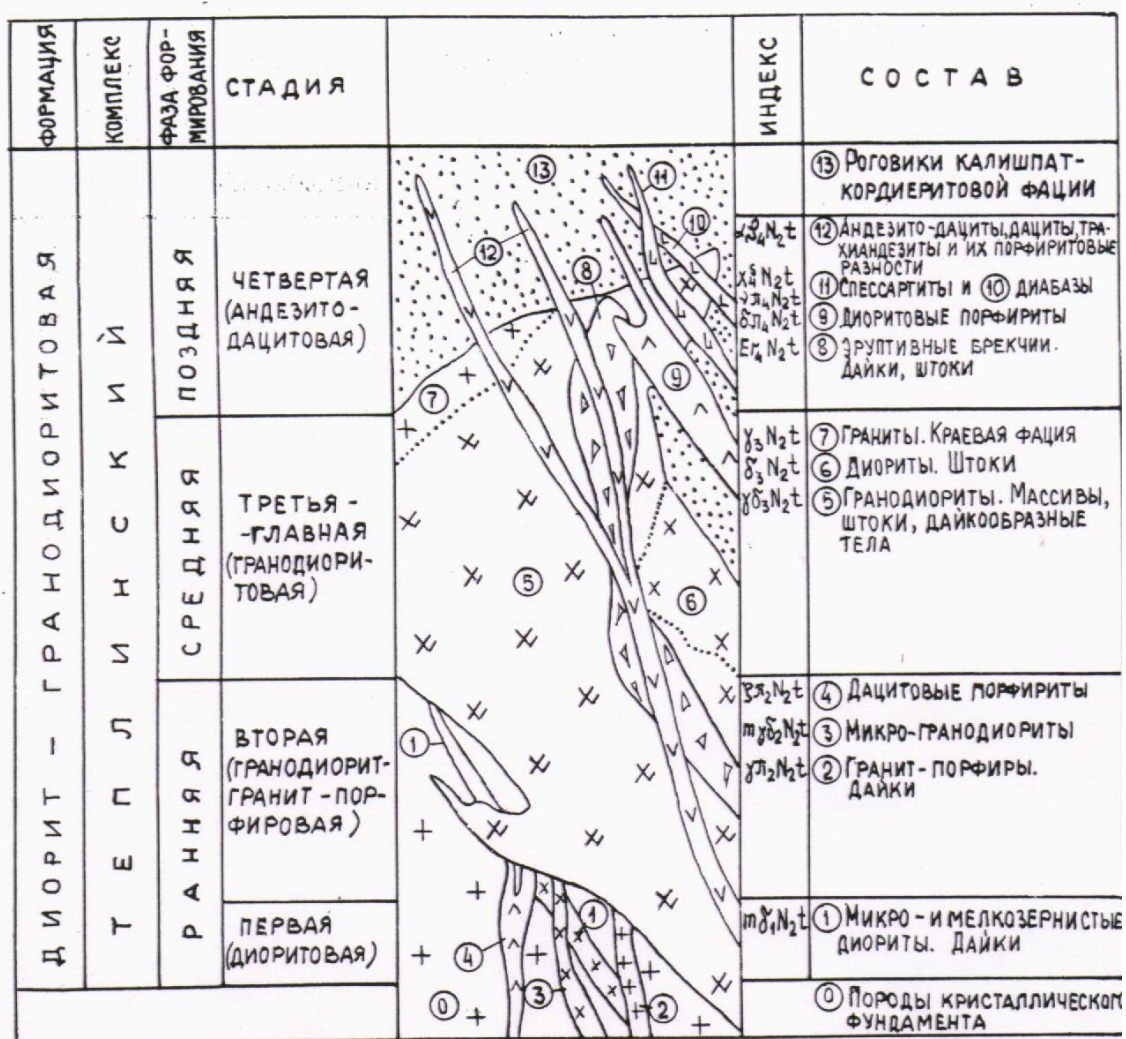 ФОРМАЦИЯ
КОМПЛЕКС
ФАЗА ФОР-
МИРОВАНИЯ
СТАДИЯ
ИНДЕКС
СОСТАВ
ДИОРИТ - ГРАНОДИОРИТОВАЯ
ТЕПЛИНСКИЙ
ПОЗДНЯЯ
СРЕДНЯЯ
РАННЯЯ
ЧЕТВЕРТАЯ
(АНДЕЗИТО-
ДАЦИТОВАЯ)
ТРЕТЬЯ -
-ГЛАВНАЯ
(ГРАНОДИОРИ-
ТОВАЯ)
ВТОРАЯ
(ГРАНОДИОРИТ-
ГРАНИТ-ПОР-
ФИРОВАЯ)
ПЕРВАЯ
(ДИОРИТОВАЯ)
13
11
10
12
8
7
9
5
6
1
1
4
3
2
0
13 РОГОВИКИ КАЛИШПАТ-
КОРДИЕРИТОВОЙ ФАЦИИ
12 АНДЕЗИТО-ДАЦИТЫ, ДАЦИТЫ, ТРА-
ХИАНДЕЗИТЫ И ИХ ПОРФИРИТОВЫЕ
РАЗНОСТИ
11 СПЕССАРТИТЫ И 10 ДИАБАЗЫ
δπ₄N₂t 9 ДИОРИТОВЫЕ ПОРФИРИТЫ
Er₄N₂t 8 ЭРУПТИВНЫЕ БРЕКЧИИ.
ДАЙКИ, ШТОКИ
γ₃N₂t 7 ГРАНИТЫ. КРАЕВАЯ ФАЦИЯ
δ₃N₂t 6 ДИОРИТЫ. ШТОКИ
γδ₃N₂t 5 ГРАНОДИОРИТЫ. МАССИВЫ,
ШТОКИ, ДАЙКООБРАЗНЫЕ
ТЕЛА
ζπ₂N₂t 4 ДАЦИТОВЫЕ ПОРФИРИТЫ
mγδ₂N₂t 3 МИКРО-ГРАНОДИОРИТЫ
γπ₂N₂t 2 ГРАНИТ-ПОРФИРЫ.
ДАЙКИ
1 МИКРО- И МЕЛКОЗЕРНИСТЫЕ
ДИОРИТЫ. ДАЙКИ
0 ПОРОДЫ КРИСТАЛЛИЧЕСКОГО
ФУНДАМЕНТА